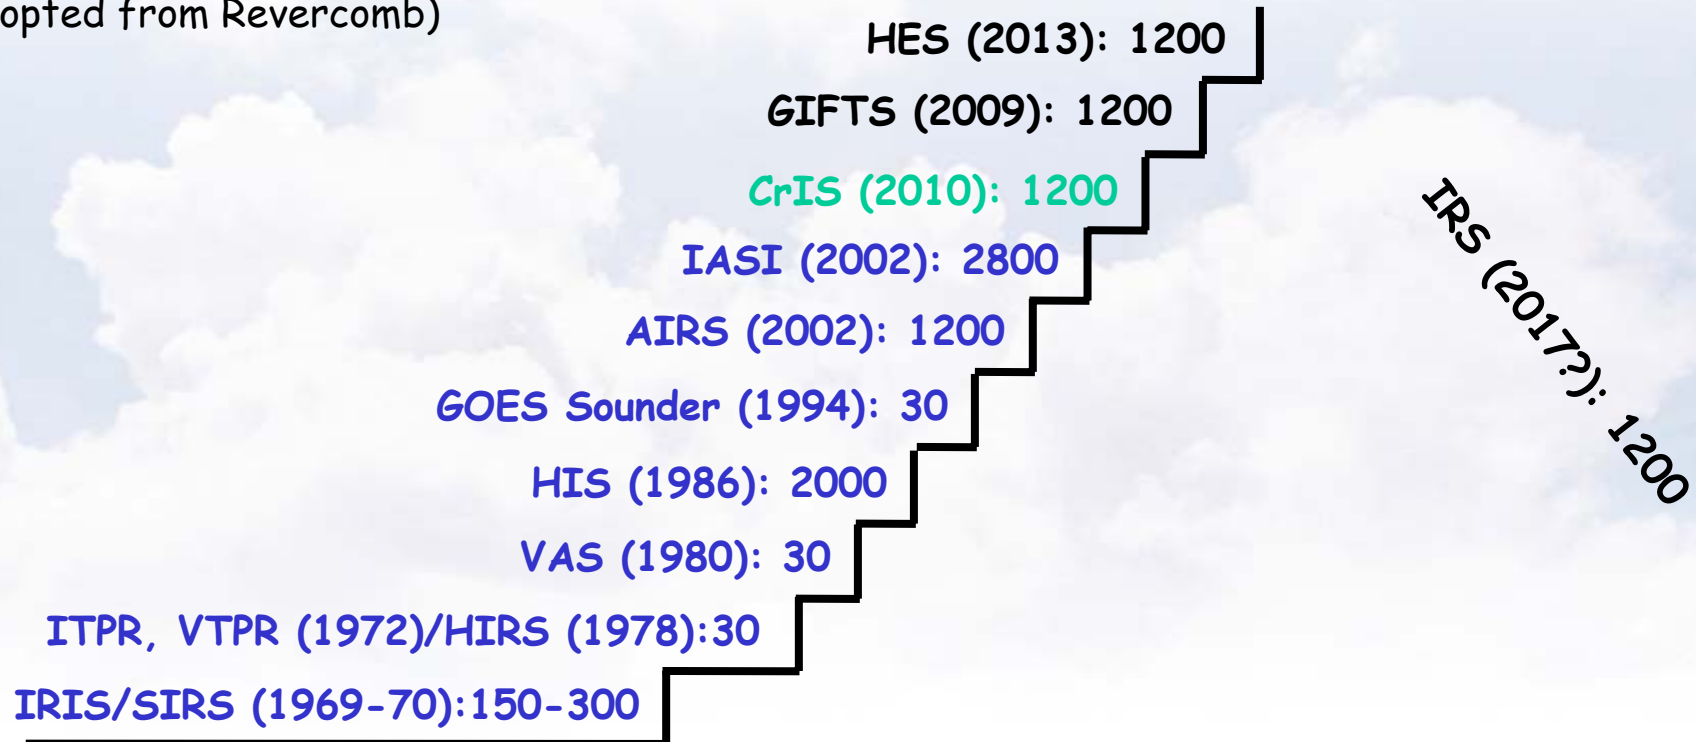 opted from Revercomb)
HES (2013): 1200
GIFTS (2009): 1200
CrIS (2010): 1200
IASI (2002): 2800
AIRS (2002): 1200
GOES Sounder (1994): 30
HIS (1986): 2000
VAS (1980): 30
ITPR, VTPR (1972)/HIRS (1978):30
IRIS/SIRS (1969-70):150-300
IRS (2017?): 1200